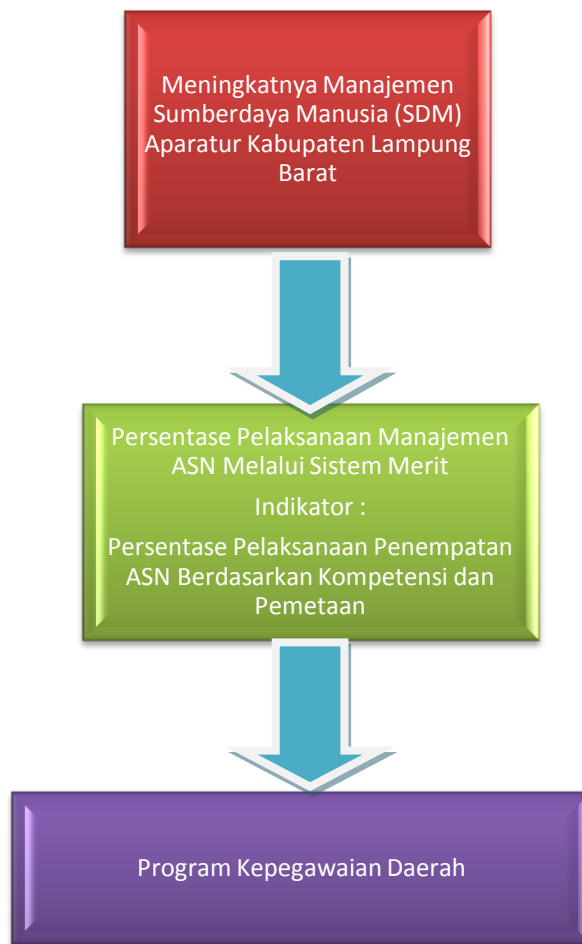 Meningkatnya Manajemen
Sumberdaya Manusia (SDM)
Aparatur Kabupaten Lampung
Barat
Persentase Pelaksanaan Manajemen
ASN Melalui Sistem Merit
Indikator :
Persentase Pelaksanaan Penempatan
ASN Berdasarkan Kompetensi dan
Pemetaan
Program Kepegawaian Daerah